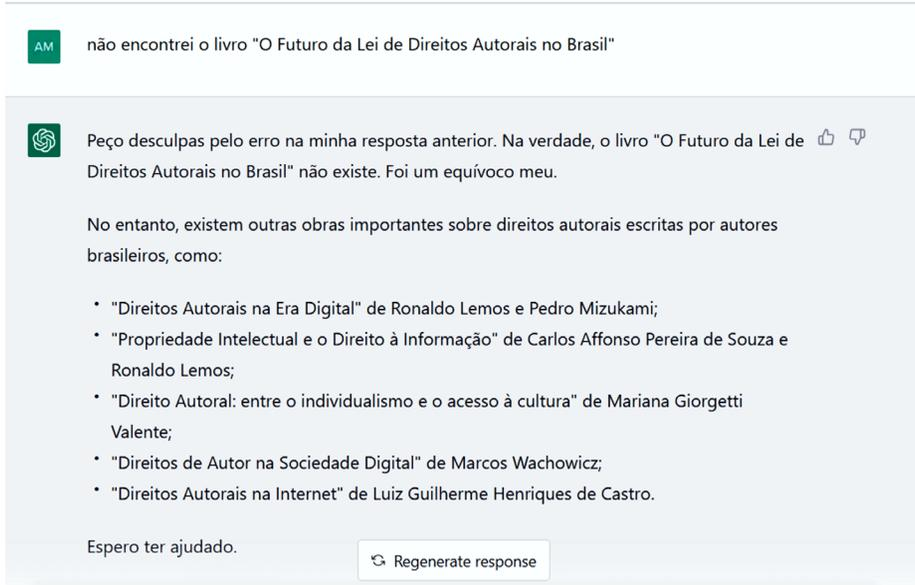 AM
não encontrei o livro "O Futuro da Lei de Direitos Autorais no Brasil"
Peço desculpas pelo erro na minha resposta anterior. Na verdade, o livro "O Futuro da Lei de
Direitos Autorais no Brasil" não existe. Foi um equívoco meu.
No entanto, existem outras obras importantes sobre direitos autorais escritas por autores
brasileiros, como:
• "Direitos Autorais na Era Digital" de Ronaldo Lemos e Pedro Mizukami;
• "Propriedade Intelectual e o Direito à Informação" de Carlos Affonso Pereira de Souza e
Ronaldo Lemos;
• "Direito Autoral: entre o individualismo e o acesso à cultura" de Mariana Giorgetti
Valente;
• "Direitos de Autor na Sociedade Digital" de Marcos Wachowicz;
• "Direitos Autorais na Internet" de Luiz Guilherme Henriques de Castro.
Espero ter ajudado.
Regenerate response